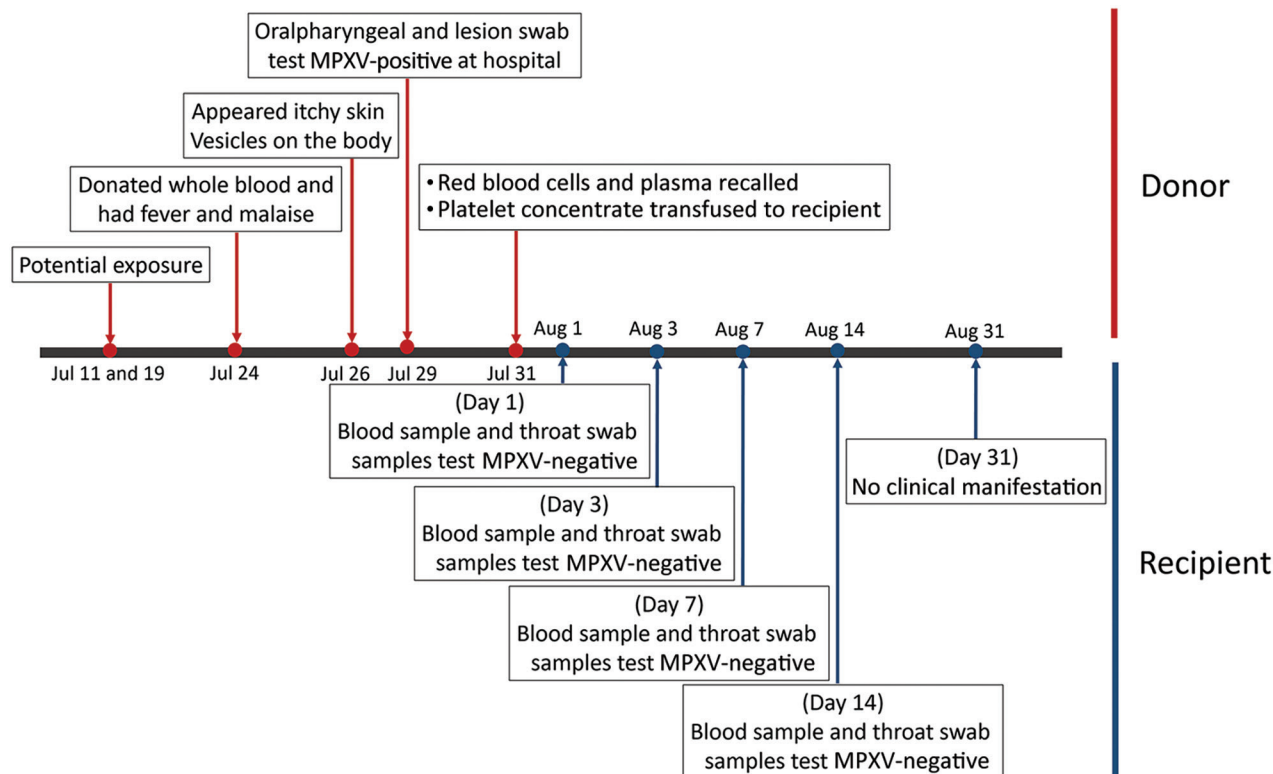 Oralpharyngeal and lesion swab
test MPXV-positive at hospital
Appeared itchy skin
Vesicles on the body
Donated whole blood and
had fever and malaise
• Red blood cells and plasma recalled
• Platelet concentrate transfused to recipient
Potential exposure
Donor
Aug 1
Aug 3
Aug 7
Aug 14
Aug 31
Jul 11 and 19
Jul 24
Jul 26
Jul 29
Jul 31
(Day 1)
Blood sample and throat swab
samples test MPXV-negative
(Day 31)
No clinical manifestation
(Day 3)
Blood sample and throat swab
samples test MPXV-negative
Recipient
(Day 7)
Blood sample and throat swab
samples test MPXV-negative
(Day 14)
Blood sample and throat swab
samples test MPXV-negative